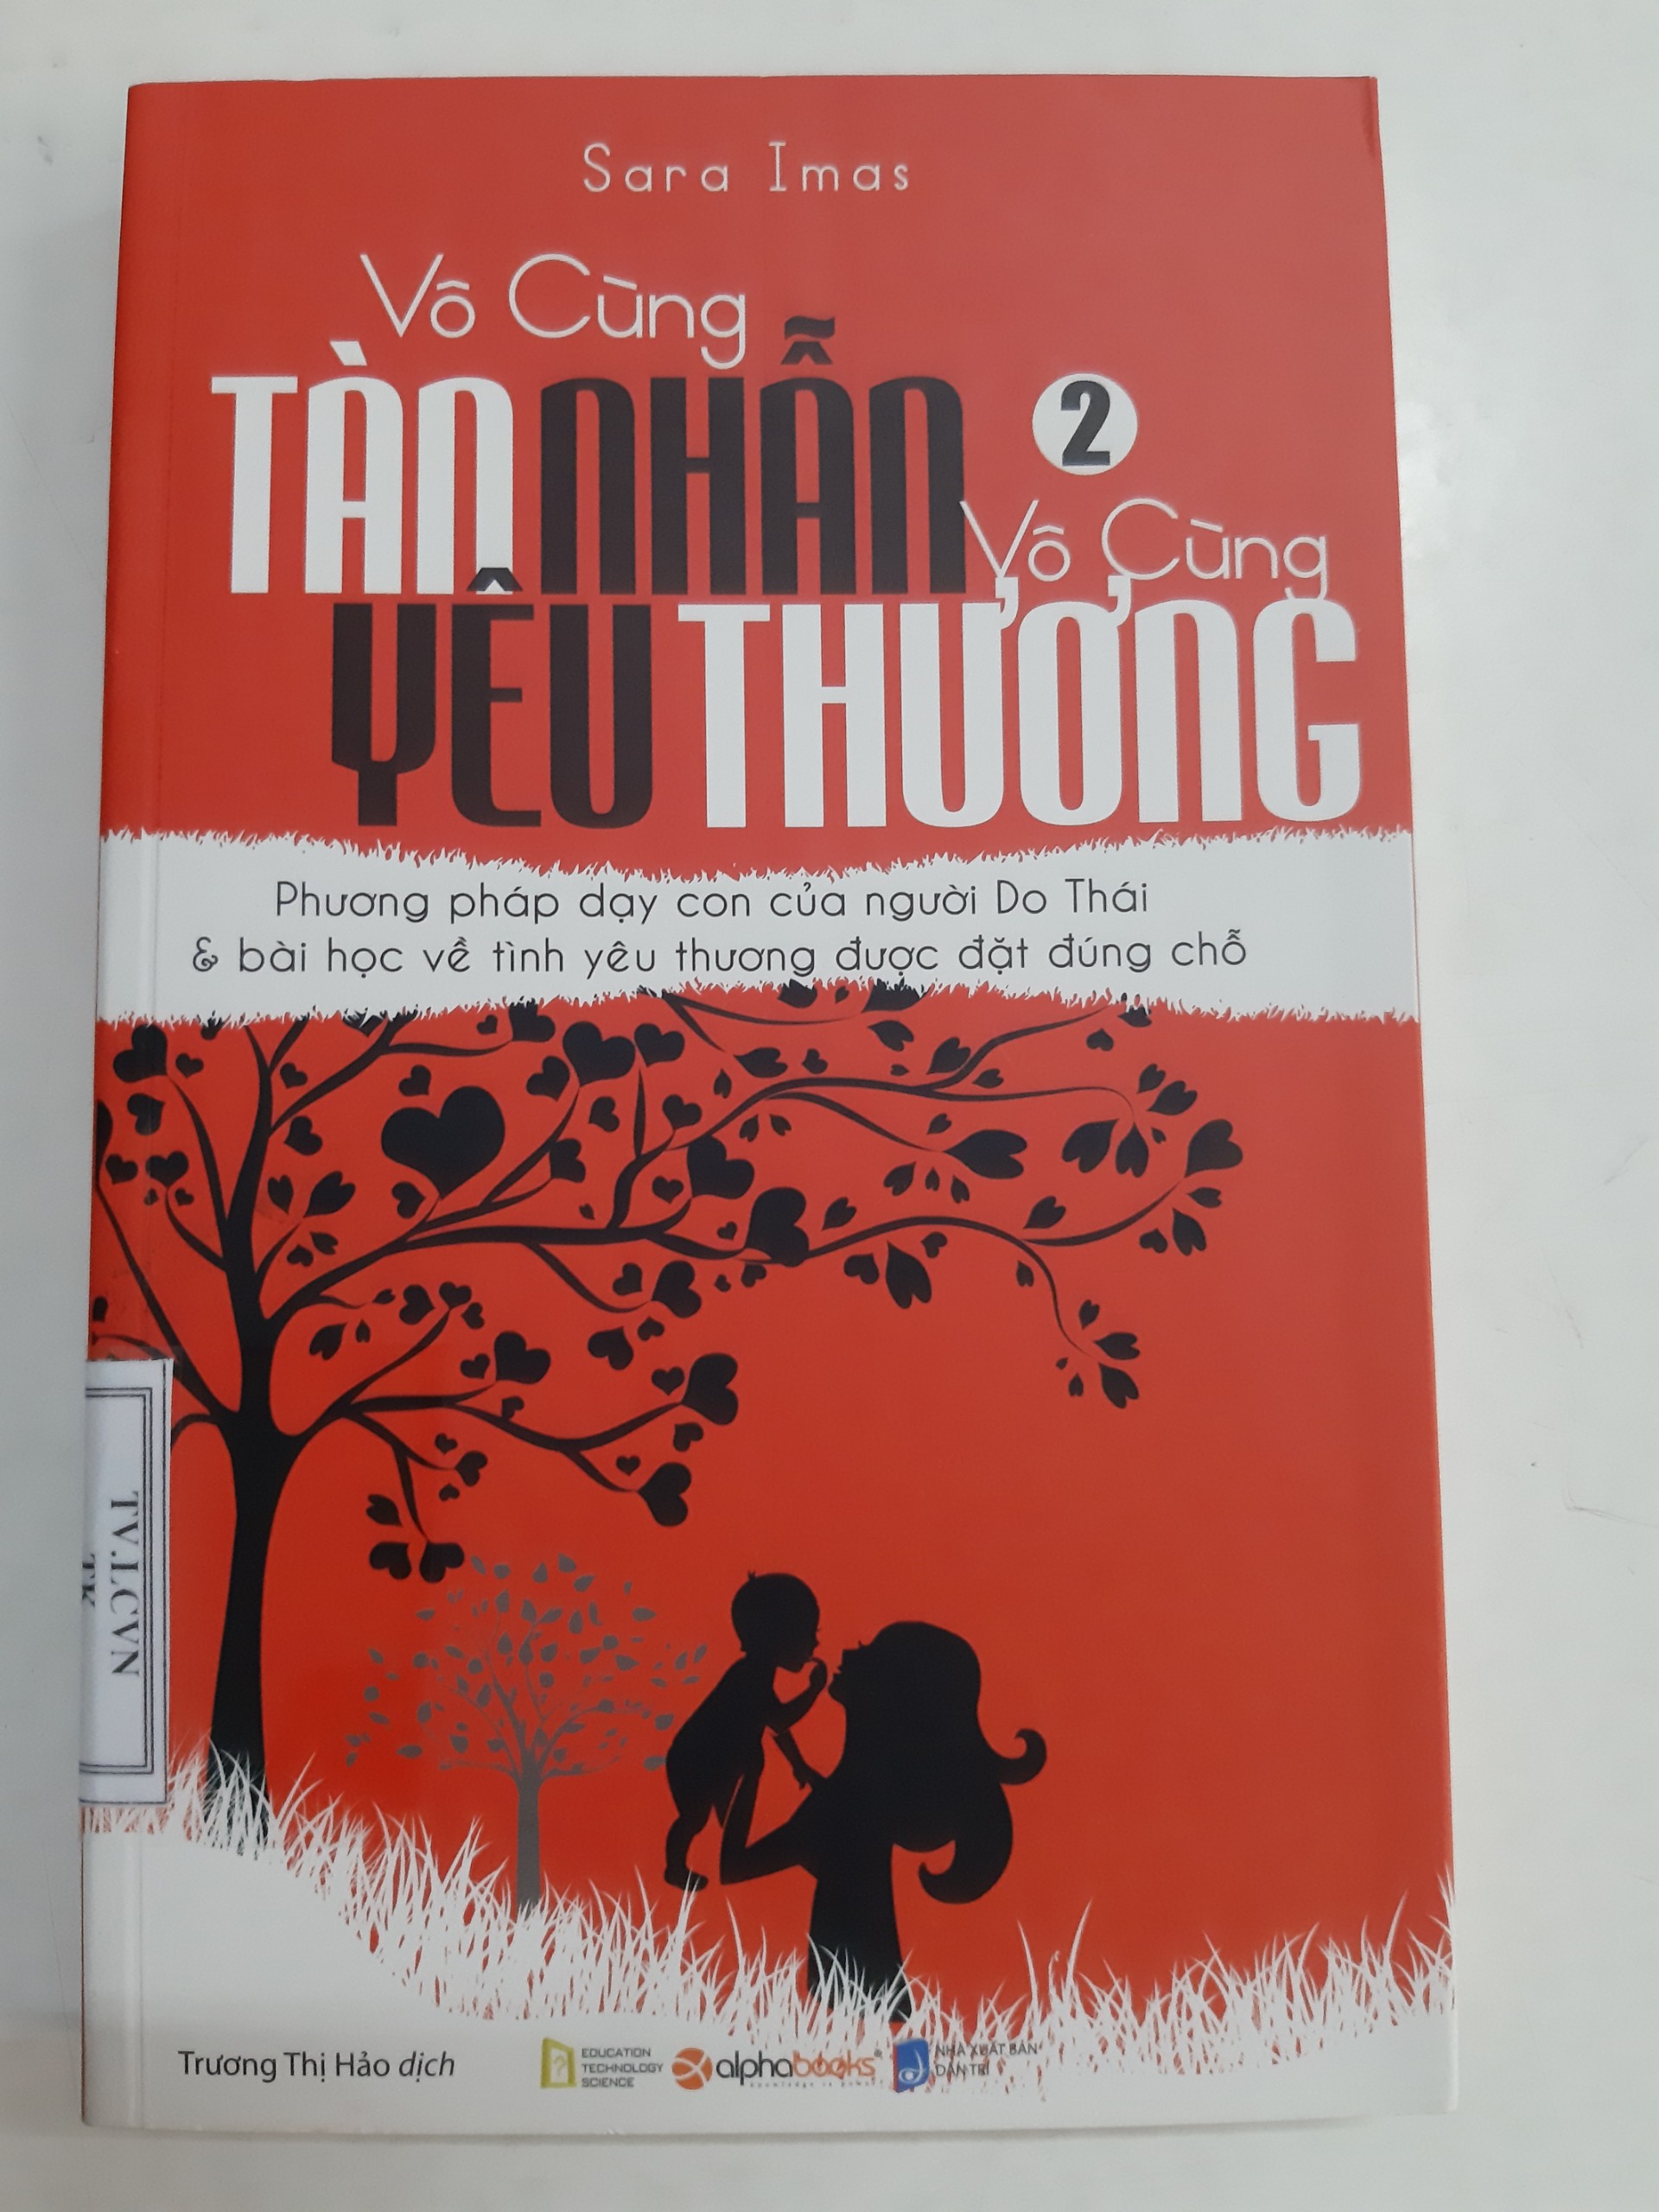 Sara Imas
Vô Cùng
TÀN NHẪN
2
Vô Cùng
YÊU THƯƠNG
Phương pháp dạy con của người Do Thái
& bài học về tình yêu thương được đặt đúng chỗ
TV.LCVN
TK
Trương Thị Hảo dịch
EDUCATION
TECHNOLOGY
SCIENCE
alphabooks
NHÀ XUẤT BẢN
DÂN TRÍ